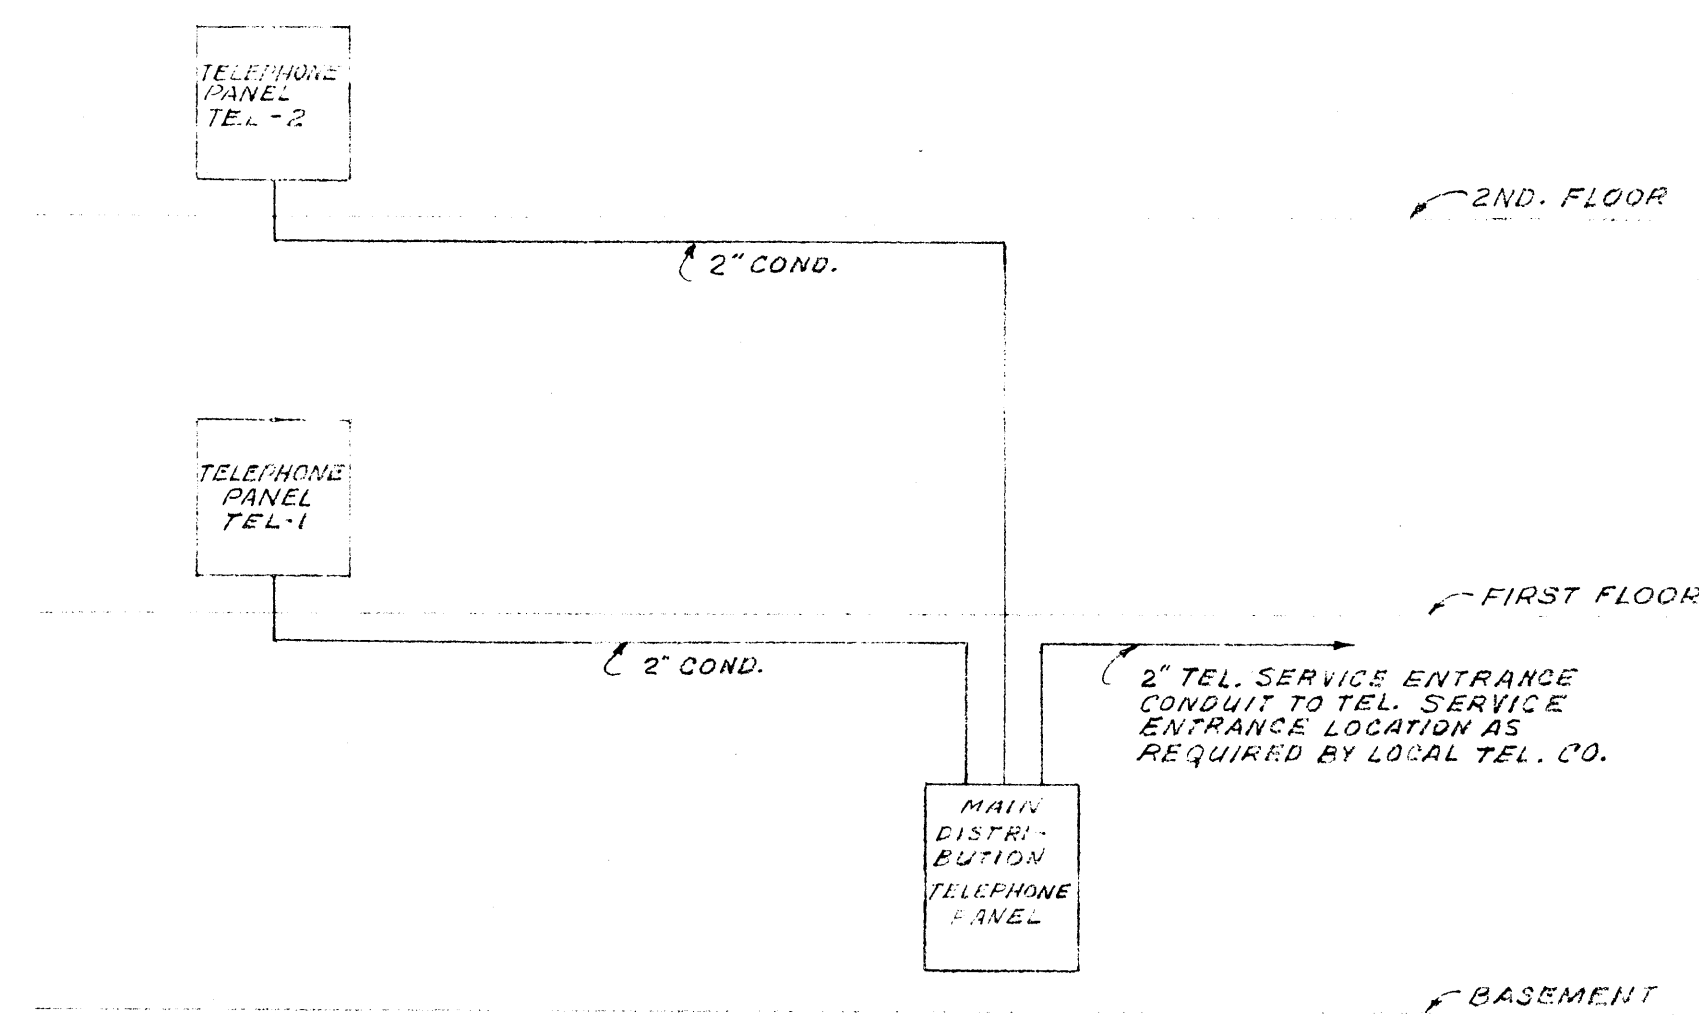 TELEPHONE
PANEL
TEL-2
2ND. FLOOR
2" COND.
TELEPHONE
PANEL
TEL-1
FIRST FLOOR
2" COND.
2" TEL. SERVICE ENTRANCE
CONDUIT TO TEL. SERVICE
ENTRANCE LOCATION AS
REQUIRED BY LOCAL TEL. CO.
MAIN
DISTRI-
BUTION
TELEPHONE
PANEL
BASEMENT